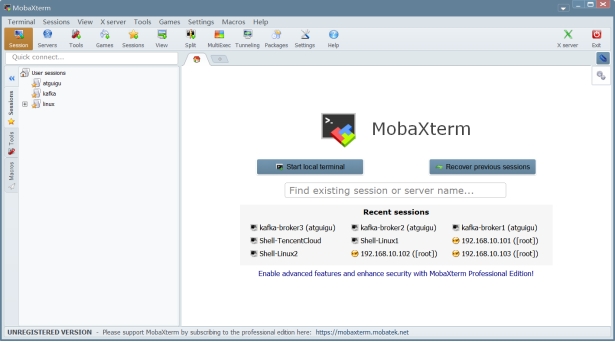 MobaXterm
Terminal Sessions View X server Tools Games Settings Macros Help
Session Servers Tools Games Sessions View Split MultiExec Tunneling Packages Settings Help X server Exit
Quick connect...
User sessions
atguigu
kafka
linux
Sessions
Tools
Macros
MobaXterm
Start local terminal Recover previous sessions
Find existing session or server name...
Recent sessions
kafka-broker3 (atguigu) kafka-broker2 (atguigu) kafka-broker1 (atguigu)
Shell-TencentCloud Shell-Linux1 192.168.10.101 ([root])
Shell-Linux2 192.168.10.102 ([root]) 192.168.10.103 ([root])
Enable advanced features and enhance security with MobaXterm Professional Edition!
UNREGISTERED VERSION - Please support MobaXterm by subscribing to the professional edition here: https://mobaxterm.mobatek.net